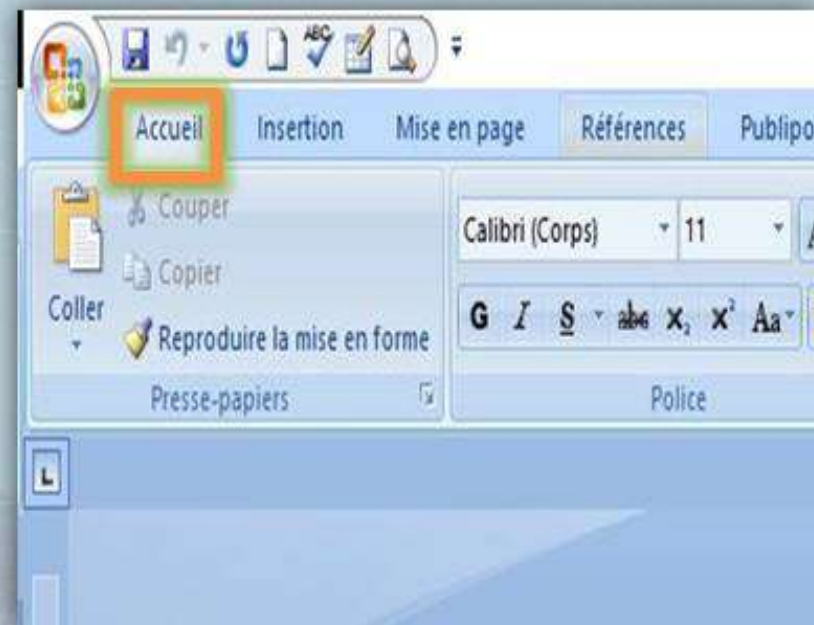 ABC
Accueil Insertion Mise en page Références Publipo
Couper
Copier
Coller
Reproduire la mise en forme
Presse-papiers
Calibri (Corps) 11
G I S abc X₂ X² Aa
Police
L